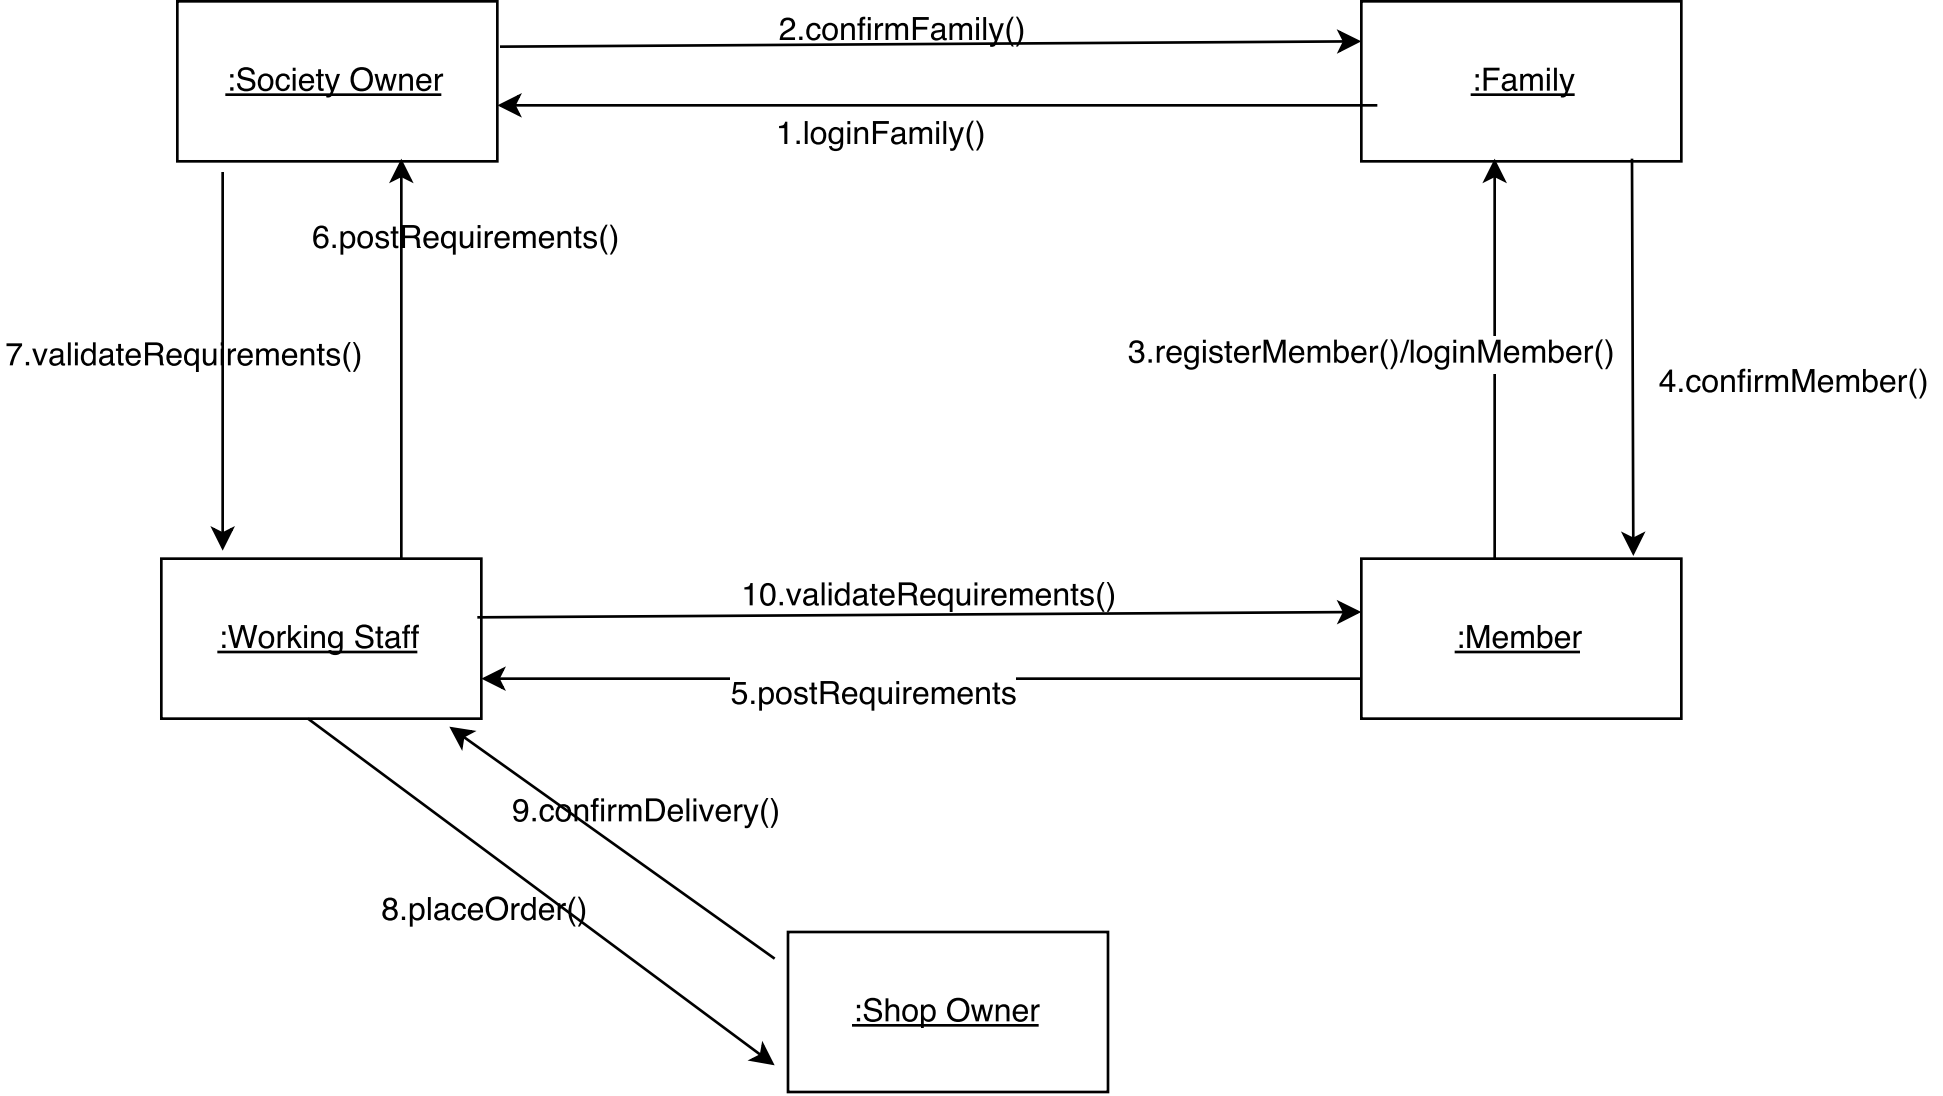 2.confirmFamily()
:Society Owner
:Family
1.loginFamily()
6.postRequirements()
7.validateRequirements()
3.registerMember()/loginMember()
4.confirmMember()
10.validateRequirements()
:Working Staff
:Member
5.postRequirements
9.confirmDelivery()
8.placeOrder()
:Shop Owner